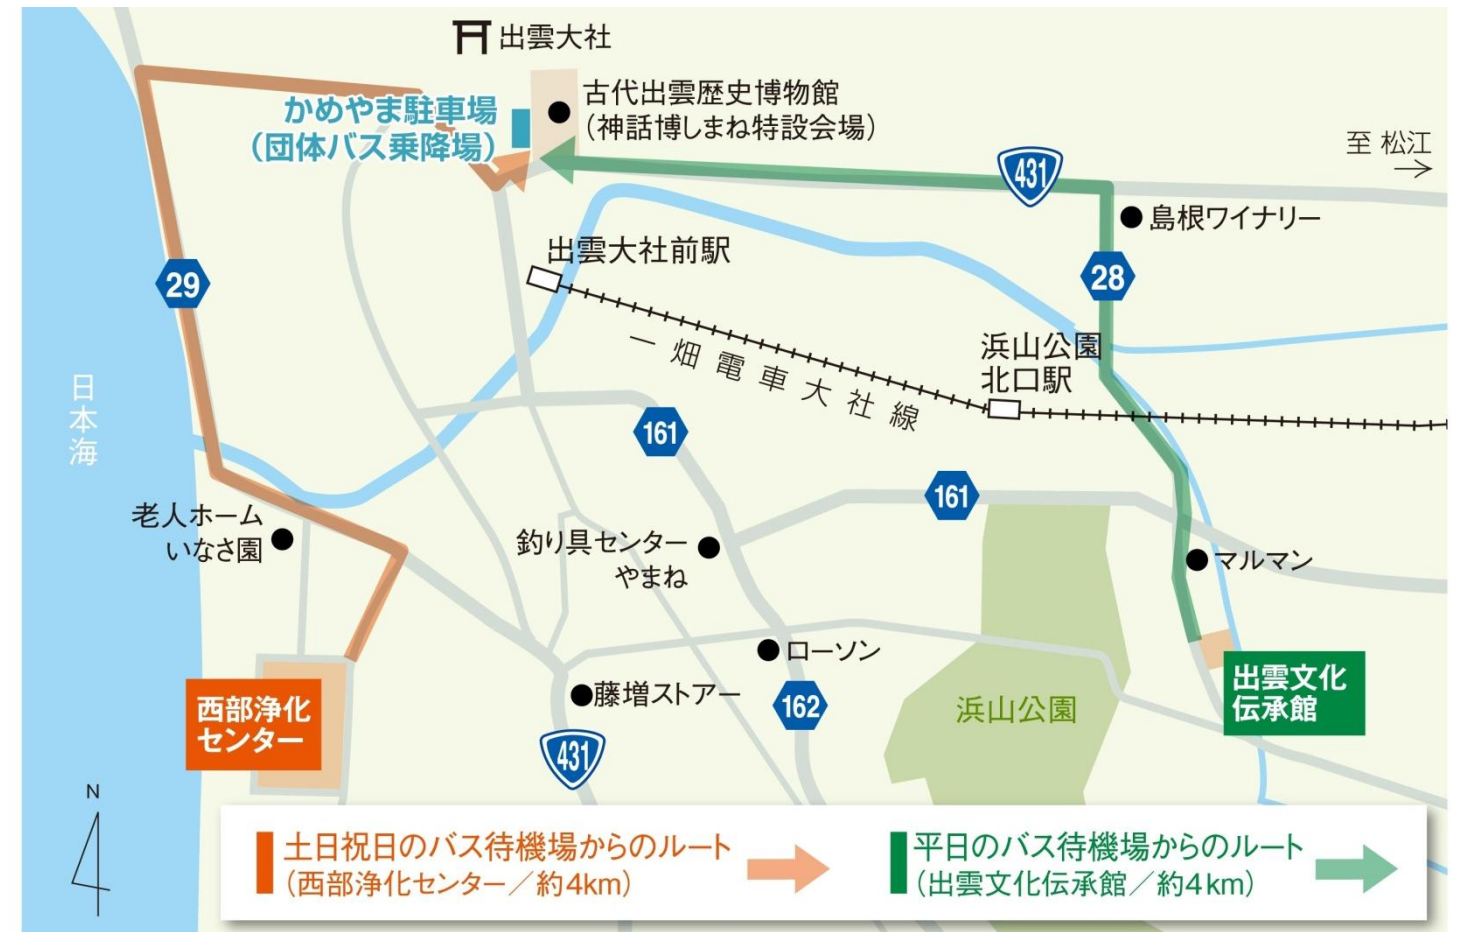 出雲大社
古代出雲歴史博物館
（神話博しまね特設会場）
かめやま駐車場
（団体バス乗降場）
至 松江
431
島根ワイナリー
出雲大社前駅
29
28
浜山公園
北口駅
一畑電車大社線
日本海
161
161
老人ホーム
いなさ園
釣り具センター
やまね
マルマン
ローソン
西部浄化
センター
藤増ストアー
162
浜山公園
出雲文化
伝承館
431
N
土日祝日のバス待機場からのルート
（西部浄化センター／約4km）
平日のバス待機場からのルート
（出雲文化伝承館／約4km）